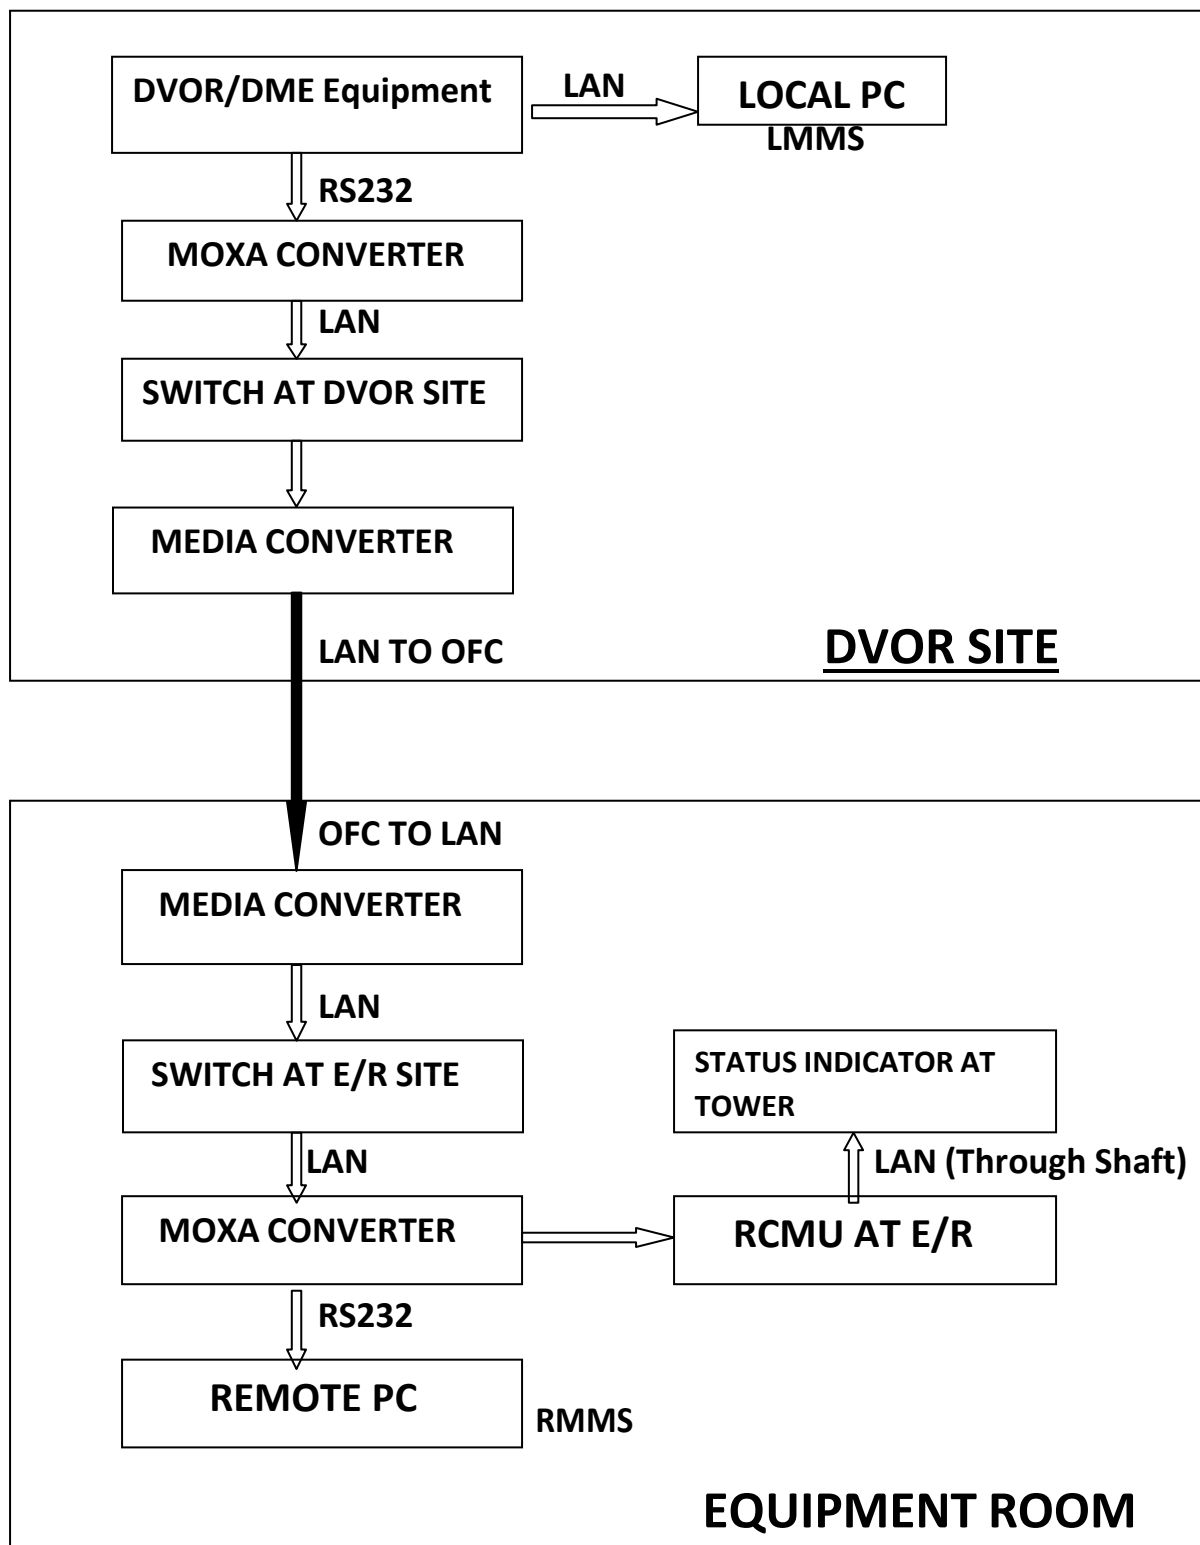 DVOR/DME Equipment
LAN
LOCAL PC
LMMS
RS232
MOXA CONVERTER
LAN
SWITCH AT DVOR SITE
MEDIA CONVERTER
LAN TO OFC
DVOR SITE
OFC TO LAN
MEDIA CONVERTER
LAN
SWITCH AT E/R SITE
STATUS INDICATOR AT
TOWER
LAN
LAN (Through Shaft)
MOXA CONVERTER
RCMU AT E/R
RS232
REMOTE PC
RMMS
EQUIPMENT ROOM